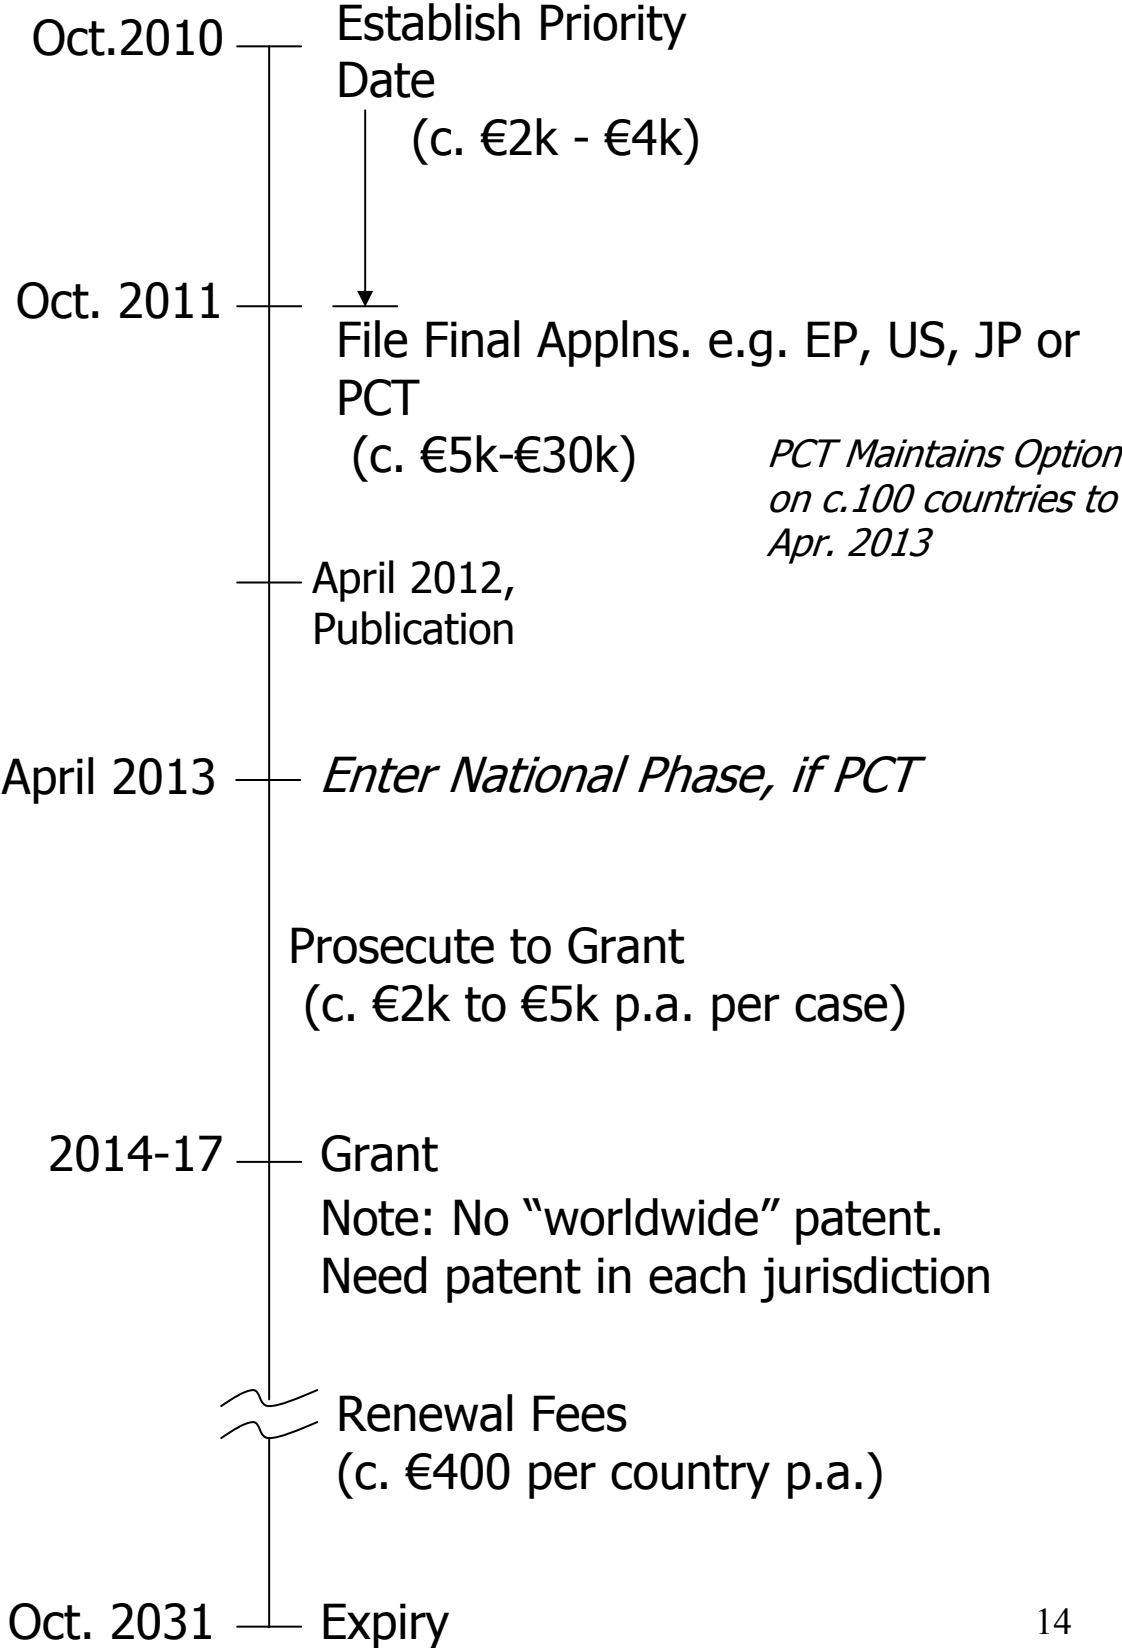 Oct.2010
Establish Priority
Date
(c. €2k - €4k)
Oct. 2011
File Final Applns. e.g. EP, US, JP or
PCT
(c. €5k-€30k)
PCT Maintains Option
on c.100 countries to
Apr. 2013
April 2012,
Publication
April 2013
Enter National Phase, if PCT
Prosecute to Grant
(c. €2k to €5k p.a. per case)
2014-17
Grant
Note: No “worldwide” patent.
Need patent in each jurisdiction
Renewal Fees
(c. €400 per country p.a.)
Oct. 2031
Expiry
14